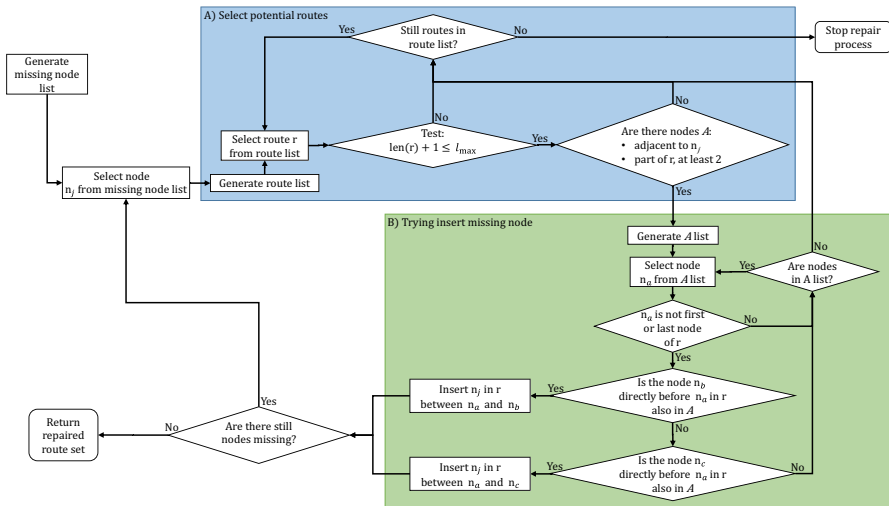 A) Select potential routes
Yes
Still routes in
route list?
No
Stop repair
process
Generate
missing node
list
Select route r
from route list
No
Test:
len(r) + 1 ≤ l_max
Yes
No
Are there nodes A:
• adjacent to n_j
• part of r, at least 2
Select node
n_j from missing node list
Generate route list
Yes
B) Trying insert missing node
Generate A list
No
Select node
n_a from A list
Yes
Are nodes
in A list?
n_a is not first
or last node
of r
No
Yes
Insert n_j in r
between n_a and n_b
Yes
Is the node n_b
directly before n_a in r
also in A
Yes
No
Return
repaired
route set
No
Are there still
nodes missing?
Insert n_j in r
between n_a and n_c
Yes
Is the node n_c
directly before n_a in r
also in A
No